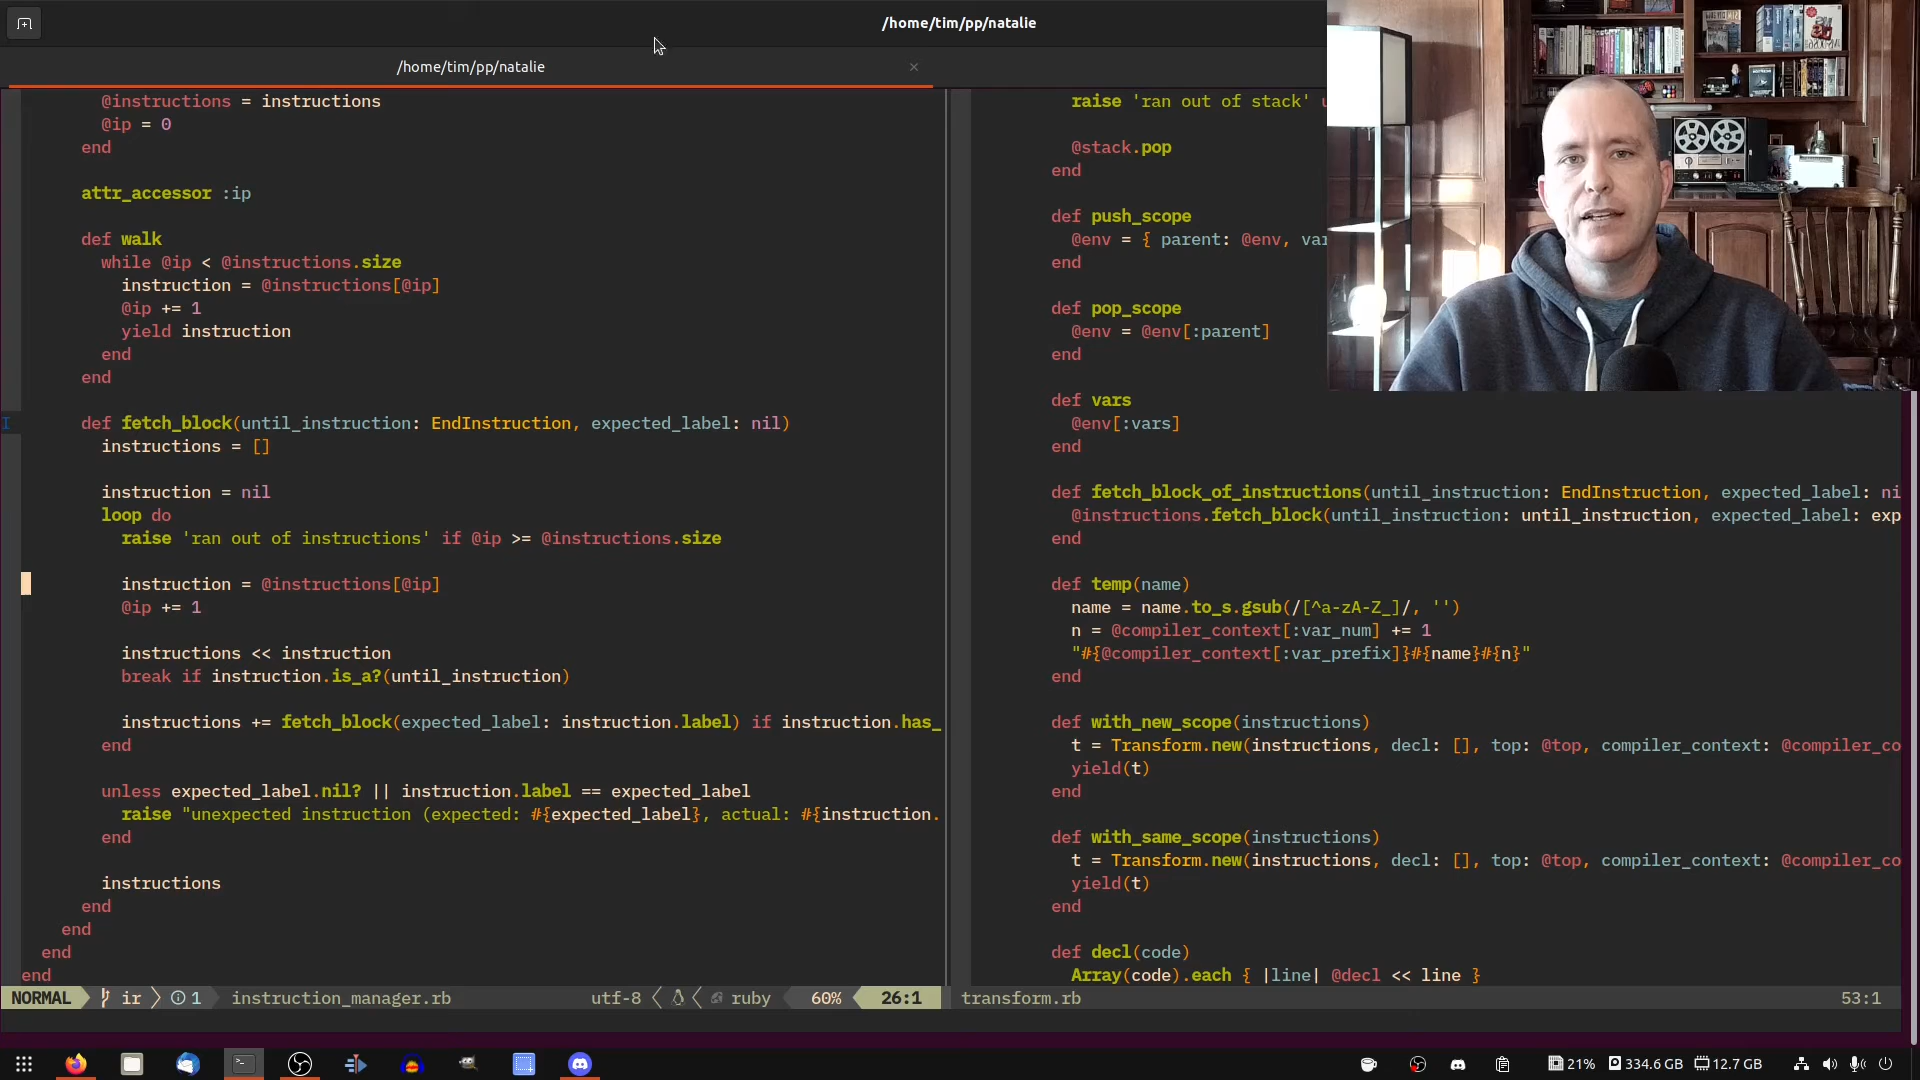 /home/tim/pp/natalie
/home/tim/pp/natalie
@instructions = instructions
@ip = 0
end
attr_accessor :ip
def walk
while @ip < @instructions.size
instruction = @instructions[@ip]
@ip += 1
yield instruction
end
end
def fetch_block(until_instruction: EndInstruction, expected_label: nil)
instructions = []
instruction = nil
loop do
raise 'ran out of instructions' if @ip >= @instructions.size
instruction = @instructions[@ip]
@ip += 1
instructions << instruction
break if instruction.is_a?(until_instruction)
instructions += fetch_block(expected_label: instruction.label) if instruction.has_
end
unless expected_label.nil? || instruction.label == expected_label
raise "unexpected instruction (expected: #{expected_label}, actual: #{instruction.
end
instructions
end
end
end
end
NORMAL ir 1 instruction_manager.rb utf-8 ruby 60% 26:1
raise 'ran out of stack' u
@stack.pop
end
def push_scope
@env = { parent: @env, var
end
def pop_scope
@env = @env[:parent]
end
def vars
@env[:vars]
end
def fetch_block_of_instructions(until_instruction: EndInstruction, expected_label: ni
@instructions.fetch_block(until_instruction: until_instruction, expected_label: exp
end
def temp(name)
name = name.to_s.gsub(/[^a-zA-Z_]/, '')
n = @compiler_context[:var_num] += 1
"#{@compiler_context[:var_prefix]}#{name}#{n}"
end
def with_new_scope(instructions)
t = Transform.new(instructions, decl: [], top: @top, compiler_context: @compiler_co
yield(t)
end
def with_same_scope(instructions)
t = Transform.new(instructions, decl: [], top: @top, compiler_context: @compiler_co
yield(t)
end
def decl(code)
Array(code).each { |line| @decl << line }
transform.rb 53:1
21% 334.6 GB 12.7 GB